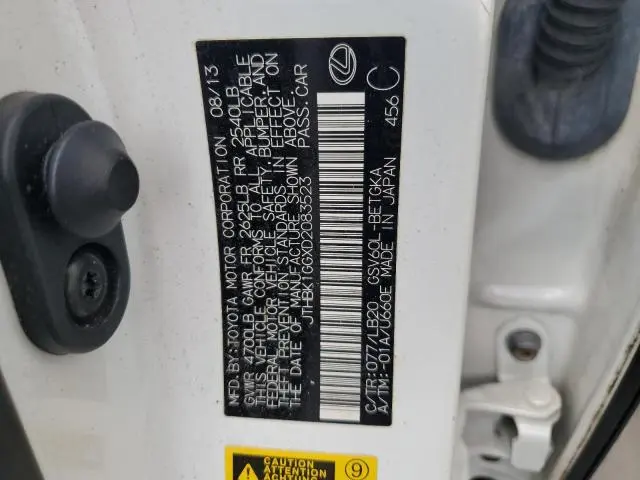 MFD.BY:TOYOTA MOTOR CORPORATION 08/13
GVWR 4700LB GAWR FR 2625LB RR 2540LB
THIS VEHICLE CONFORMS TO ALL APPLICABLE
FEDERAL MOTOR VEHICLE SAFETY, BUMPER, AND
THEFT PREVENTION STANDARDS IN EFFECT ON
THE DATE OF MANUFACTURE SHOWN ABOVE.
JTHBK1GGXD2083523 PASS.CAR
C/TR:077/LB20 GSV60L-BETGKA
A/TM:-01A/U660E MADE IN JAPAN 456 C
CAUTION
ATTENTION
ACHTUNG
9